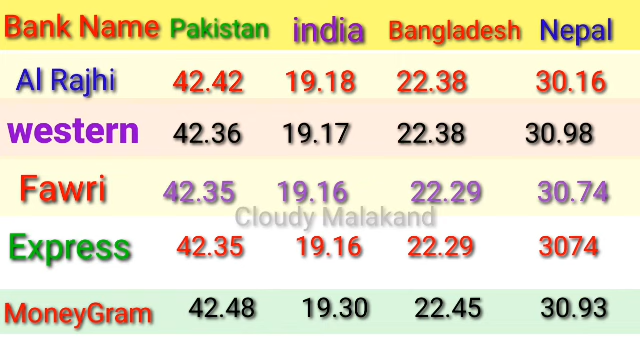 Bank Name Pakistan india Bangladesh Nepal
Al Rajhi 42.42 19.18 22.38 30.16
western 42.36 19.17 22.38 30.98
Fawri 42.35 19.16 22.29 30.74
Cloudy Malakand
Express 42.35 19.16 22.29 3074
MoneyGram 42.48 19.30 22.45 30.93